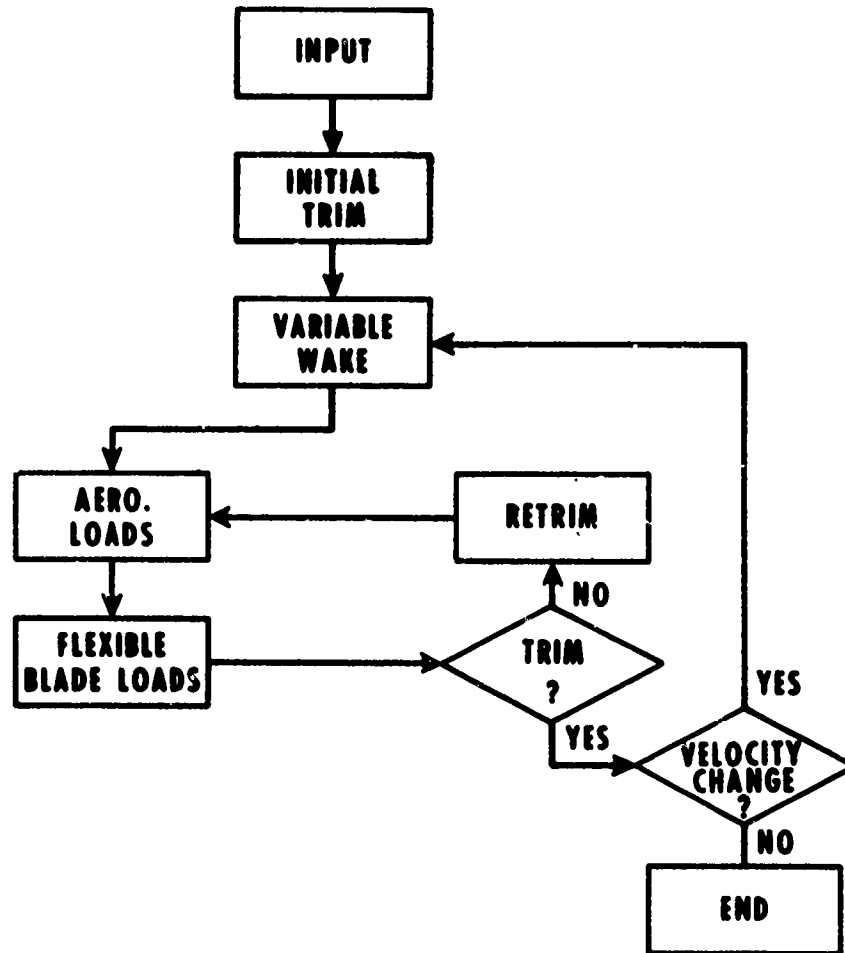 INPUT
INITIAL
TRIM
VARIABLE
WAKE
AERO.
LOADS
RETRIM
NO
FLEXIBLE
BLADE LOADS
TRIM
?
YES
YES
VELOCITY
CHANGE
?
NO
END